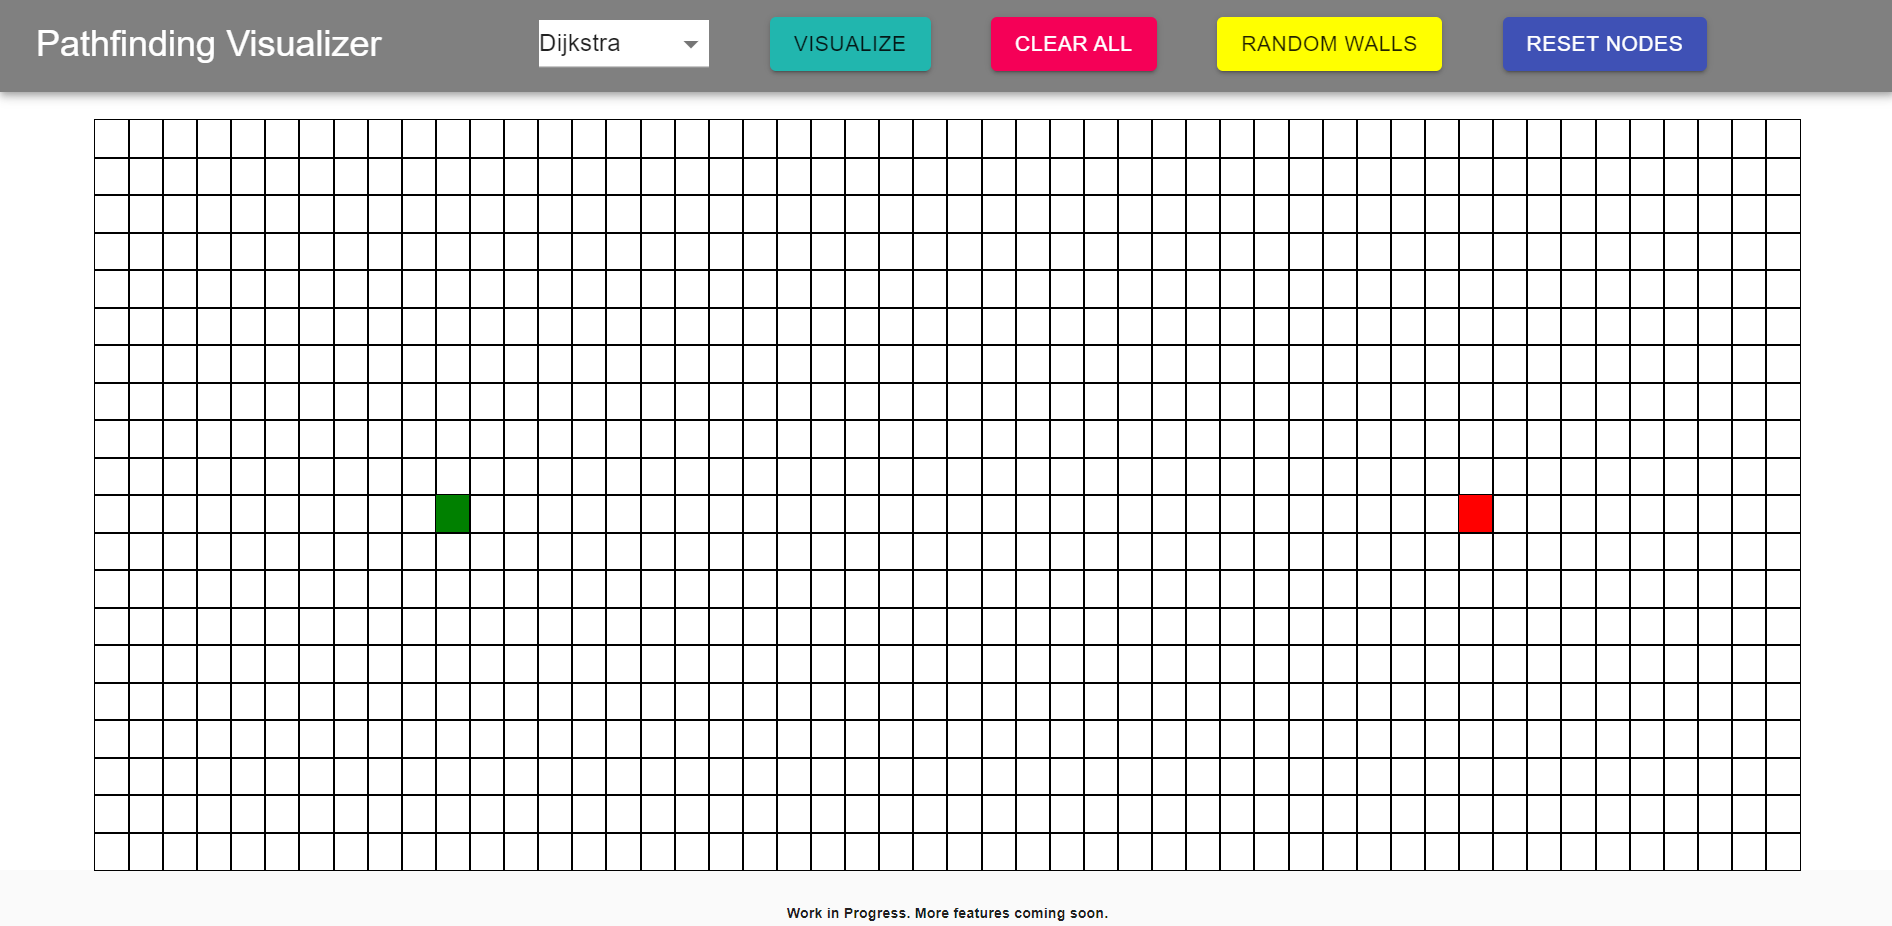 Pathfinding Visualizer
Dijkstra
VISUALIZE
CLEAR ALL
RANDOM WALLS
RESET NODES
Work in Progress. More features coming soon.